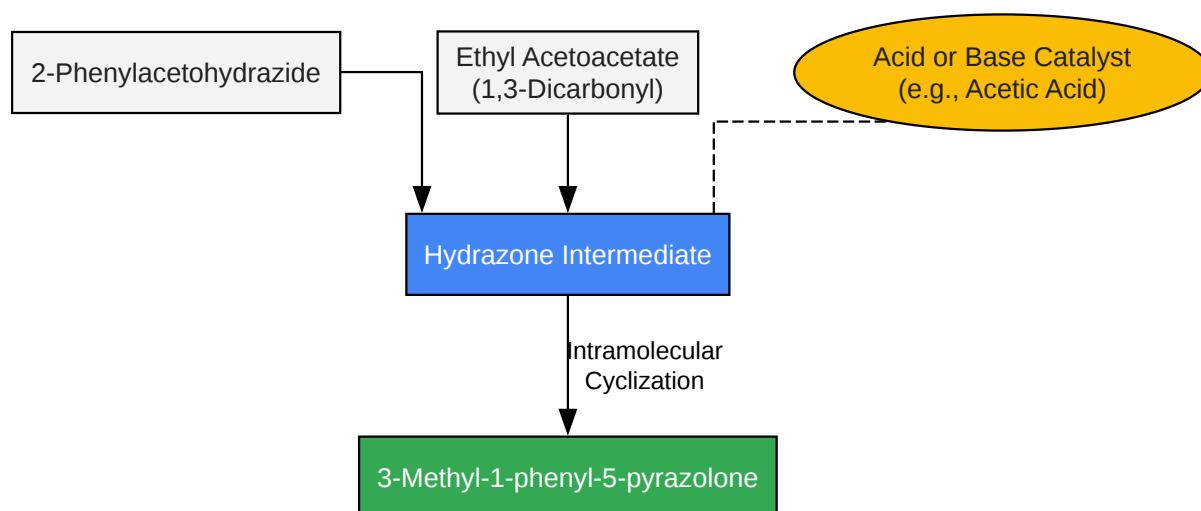 2-Phenylacetohydrazide
Ethyl Acetoacetate
(1,3-Dicarbonyl)
Acid or Base Catalyst
(e.g., Acetic Acid)
Hydrazone Intermediate
Intramolecular
Cyclization
3-Methyl-1-phenyl-5-pyrazolone